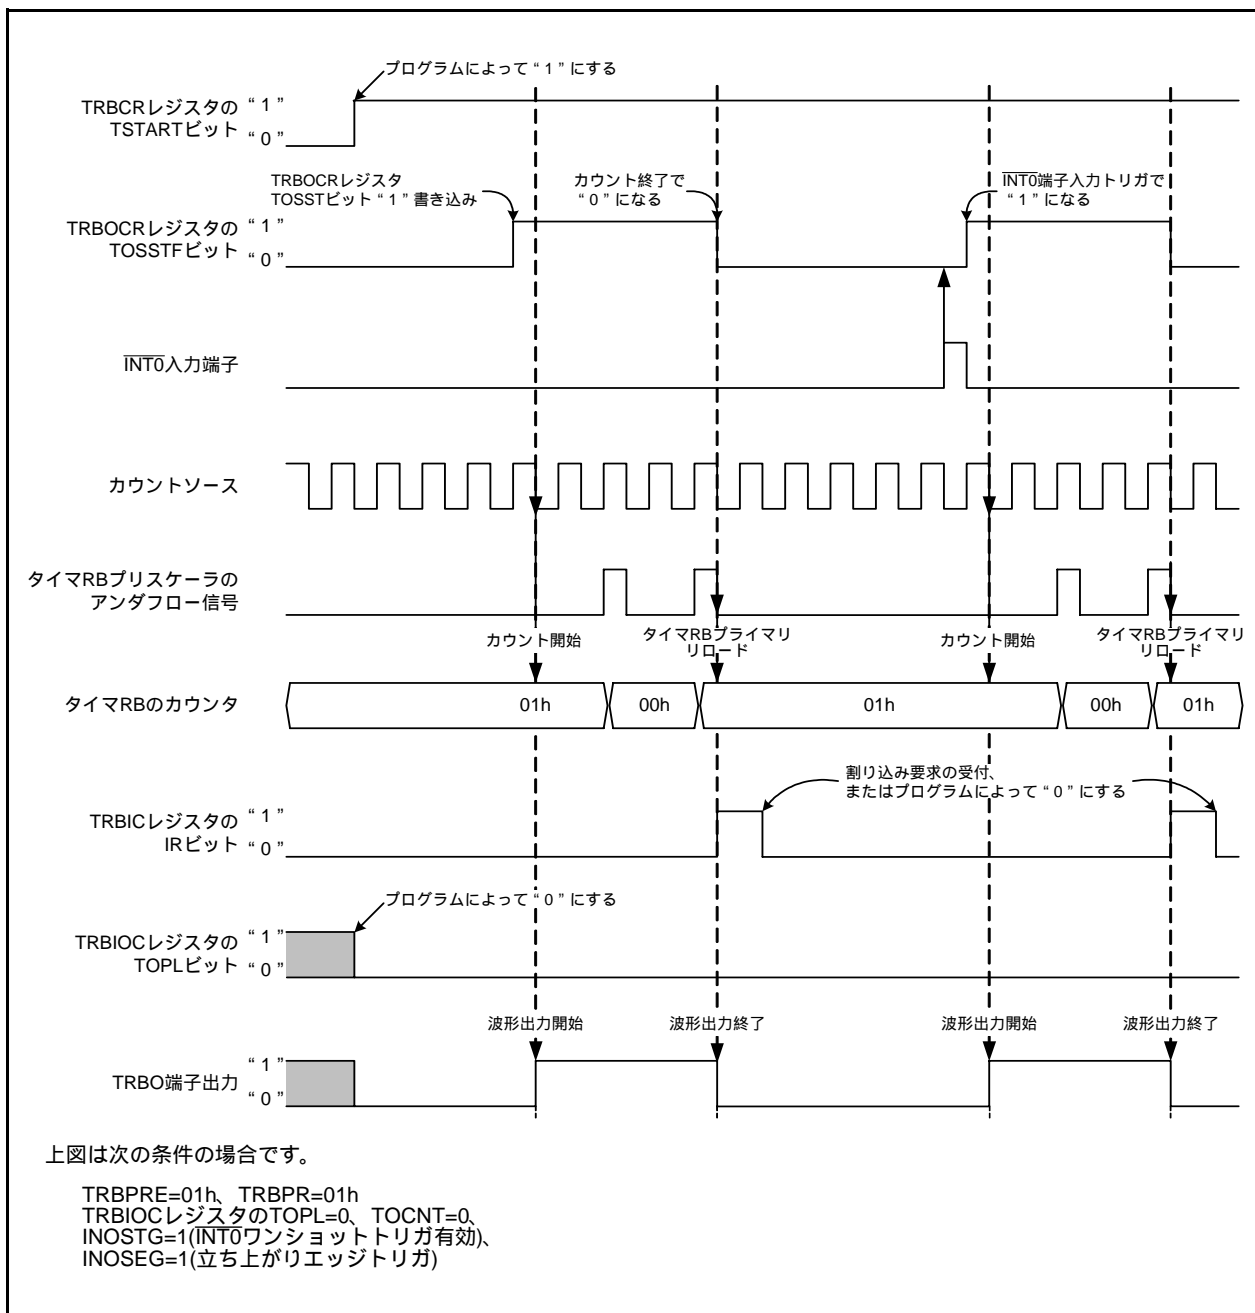 プログラムによって“1”にする
TRBCRレジスタの
TSTARTビット
“1”
“0”
TRBOCRレジスタ
TOSSTビット“1”書き込み
カウント終了で
“0”になる
INT0端子入力トリガで
“1”になる
TRBOCRレジスタの
TOSSTFビット
“1”
“0”
INT0入力端子
カウントソース
タイマRBプリスケーラの
アンダフロー信号
カウント開始
タイマRBプライマリ
リロード
カウント開始
タイマRBプライマリ
リロード
タイマRBのカウンタ
01h
00h
01h
00h
01h
割り込み要求の受付、
またはプログラムによって“0”にする
TRBICレジスタの
IRビット
“1”
“0”
プログラムによって“0”にする
TRBIOCレジスタの
TOPLビット
“1”
“0”
波形出力開始
波形出力終了
波形出力開始
波形出力終了
TRBO端子出力
“1”
“0”
上図は次の条件の場合です。
TRBPRE=01h、TRBPR=01h
TRBIOCレジスタのTOPL=0、TOCNT=0、
INOSTG=1(INT0ワンショットトリガ有効)、
INOSEG=1(立ち上がりエッジトリガ)